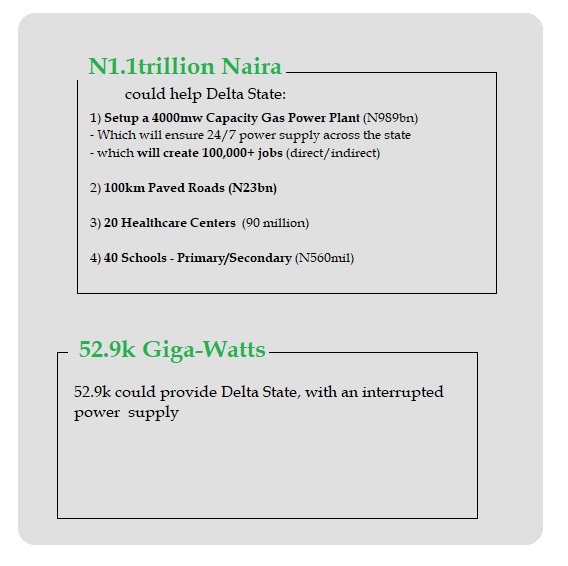 N1.1trillion Naira
could help Delta State:
1) Setup a 4000mw Capacity Gas Power Plant (N989bn)
- Which will ensure 24/7 power supply across the state
- which will create 100,000+ jobs (direct/indirect)
2) 100km Paved Roads (N23bn)
3) 20 Healthcare Centers (90 million)
4) 40 Schools - Primary/Secondary (N560mil)
52.9k Giga-Watts
52.9k could provide Delta State, with an interrupted
power supply